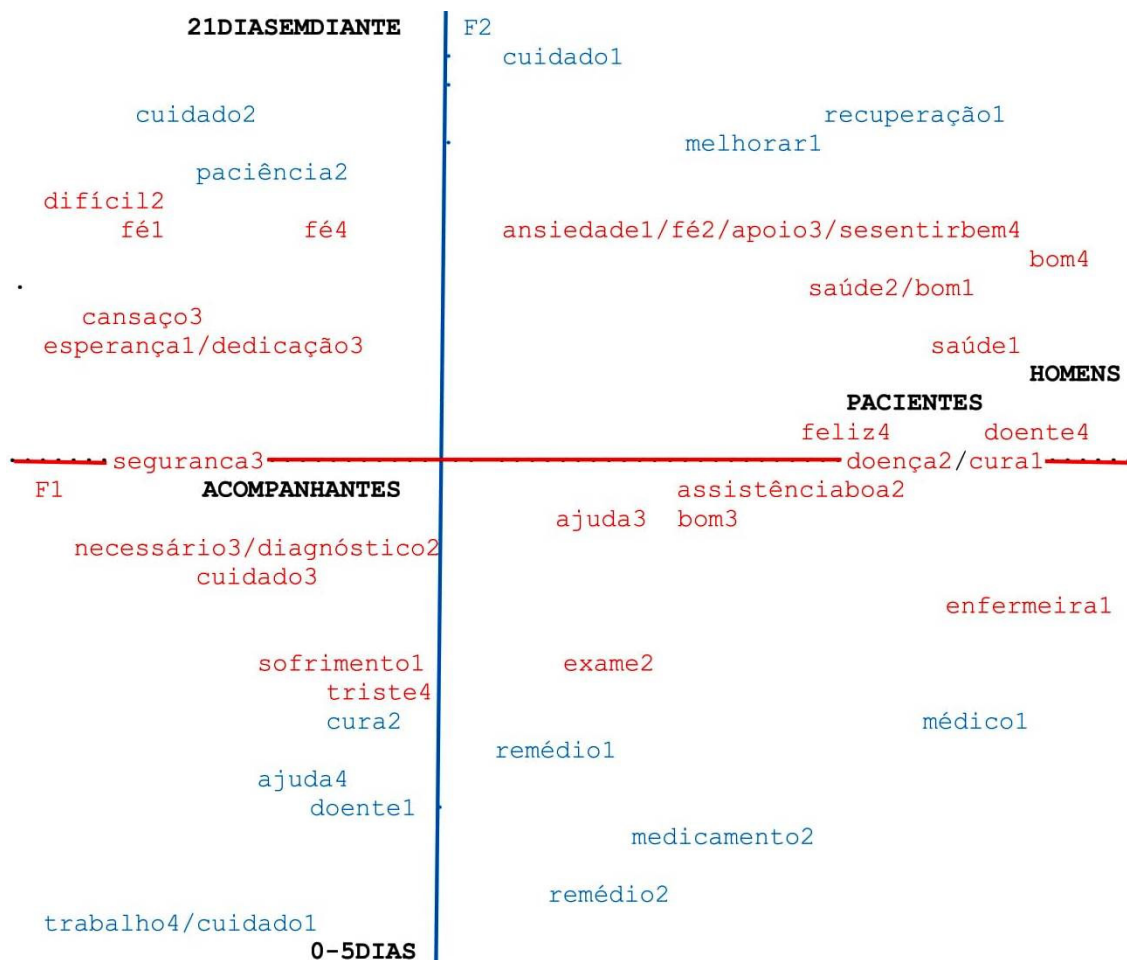 21DIASEMDIANTE F2
cuidado1
cuidado2 recuperação1
melhorar1
paciência2
difícil2
fé1 fé4 ansiedade1/fé2/apoio3/sesentirbem4
bom4
saúde2/bom1
cansaço3
esperança1/dedicação3 saúde1
HOMENS
PACIENTES
feliz4 doente4
seguranca3 doença2/cura1
F1 ACOMPANHANTES assistênciaboa2
ajuda3 bom3
necessário3/diagnóstico2
cuidado3
enfermeira1
sofrimento1 exame2
triste4
cura2 médico1
remédio1
ajuda4
doente1
medicamento2
remédio2
trabalho4/cuidado1
0-5DIAS